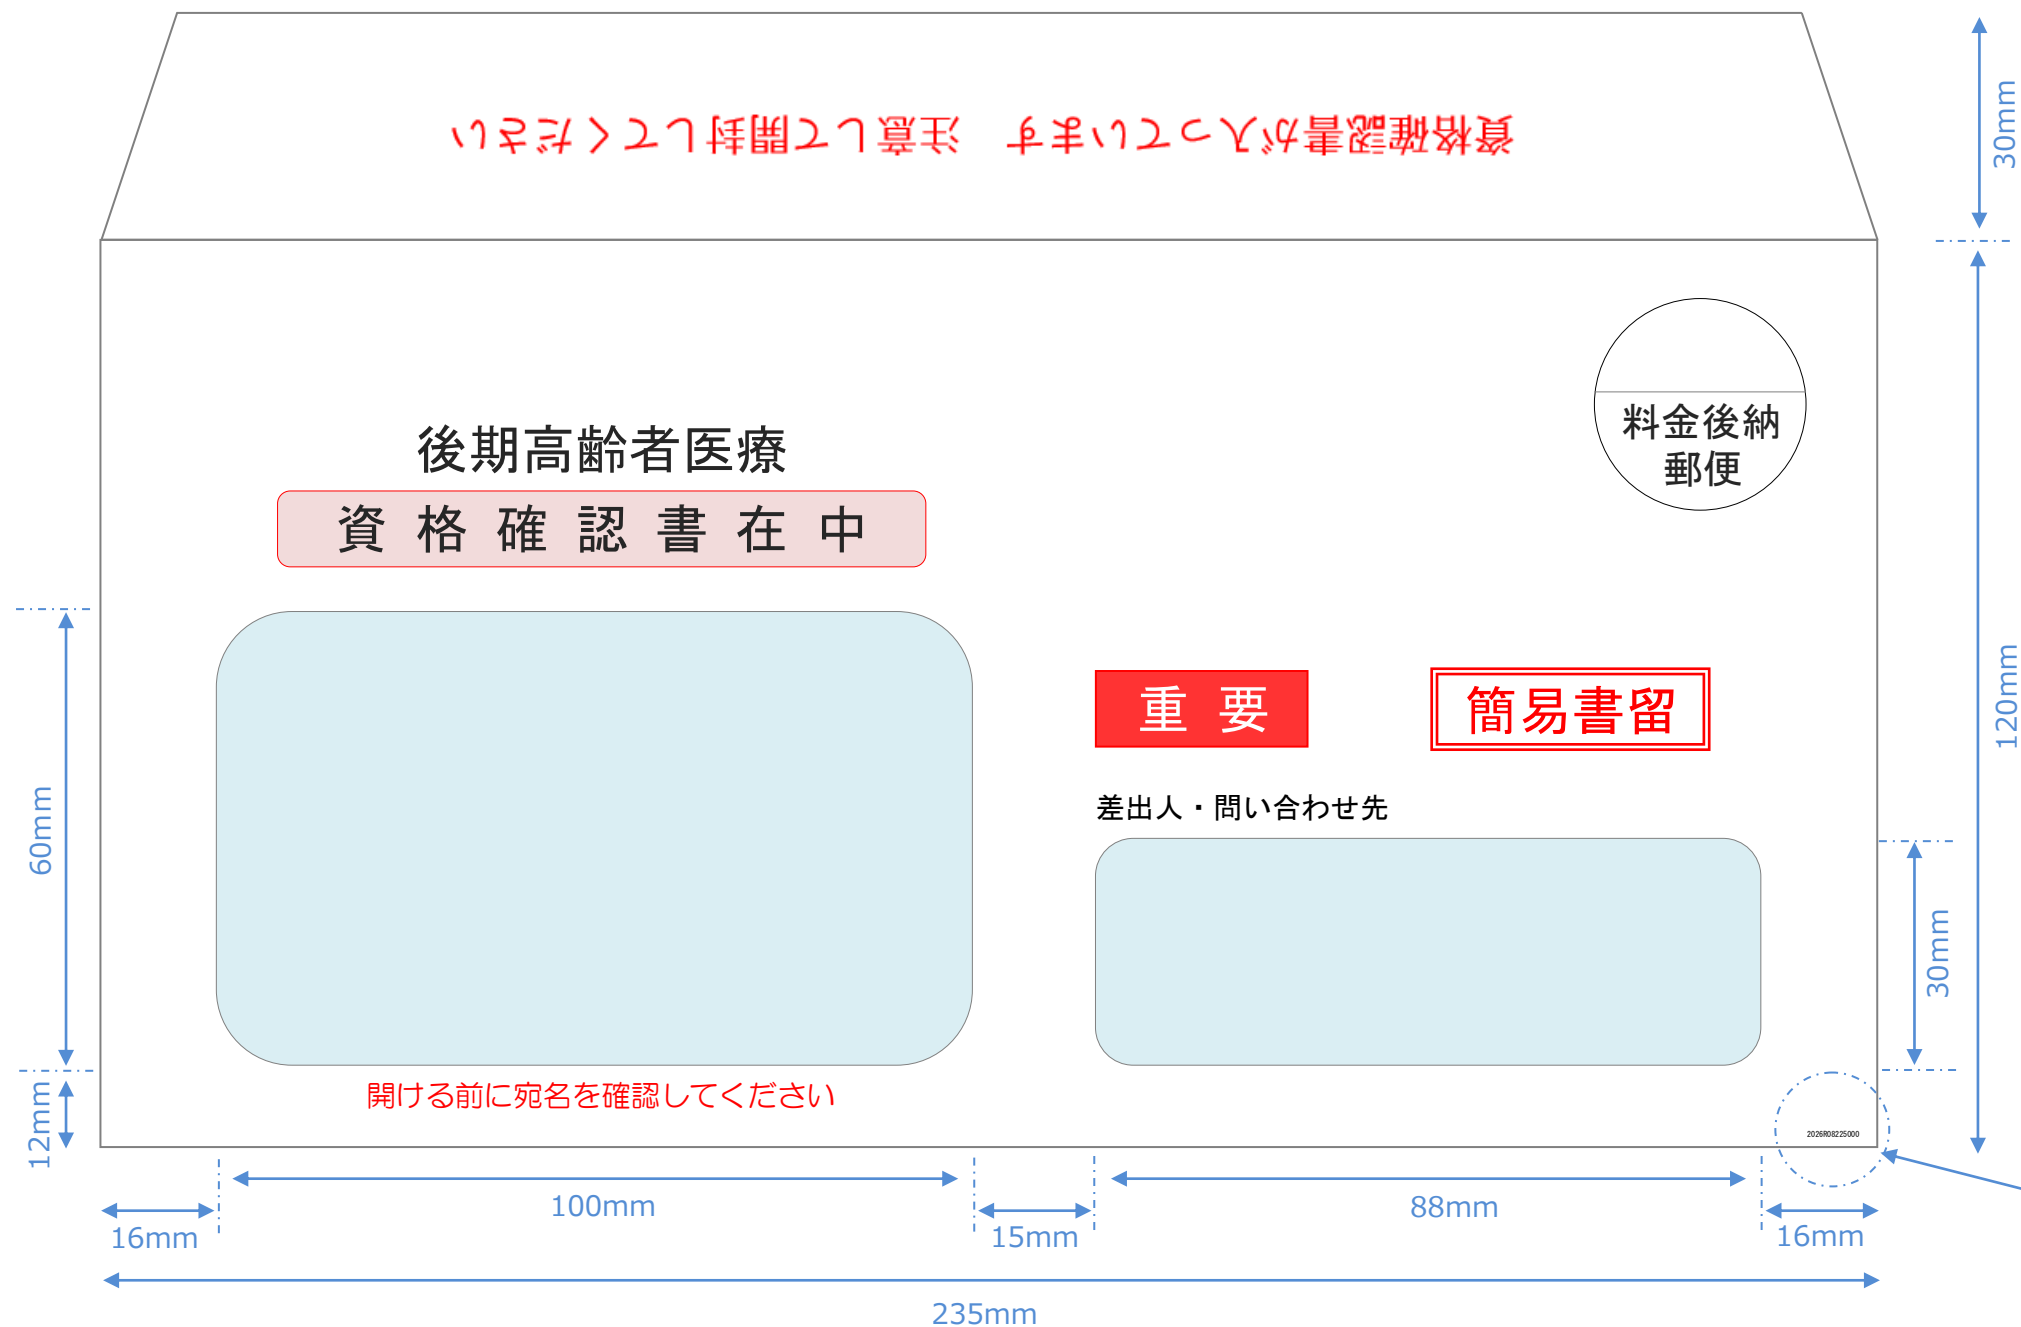 資格確認書が入っています　注意して開封してください
30mm
料金後納
郵便
後期高齢者医療
資格確認書在中
120mm
重要
簡易書留
差出人・問い合わせ先
60mm
30mm
開ける前に宛名を確認してください
12mm
2026R08225000
100mm
88mm
16mm
15mm
16mm
235mm